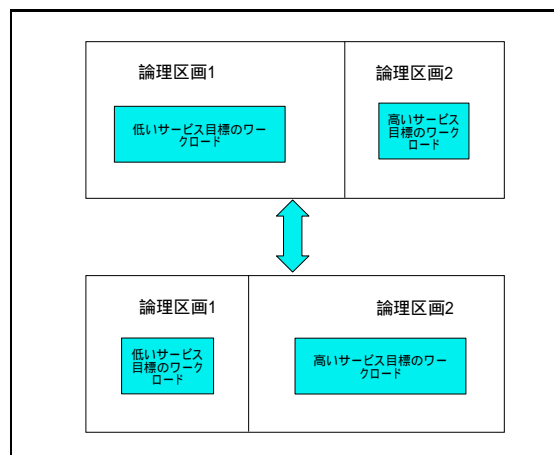 論理区画1
論理区画2
低いサービス目標のワー
クロード
高いサービス
目標のワーク
ロード
論理区画1
論理区画2
低いサービス
目標のワーク
ロード
高いサービス目標のワー
クロード